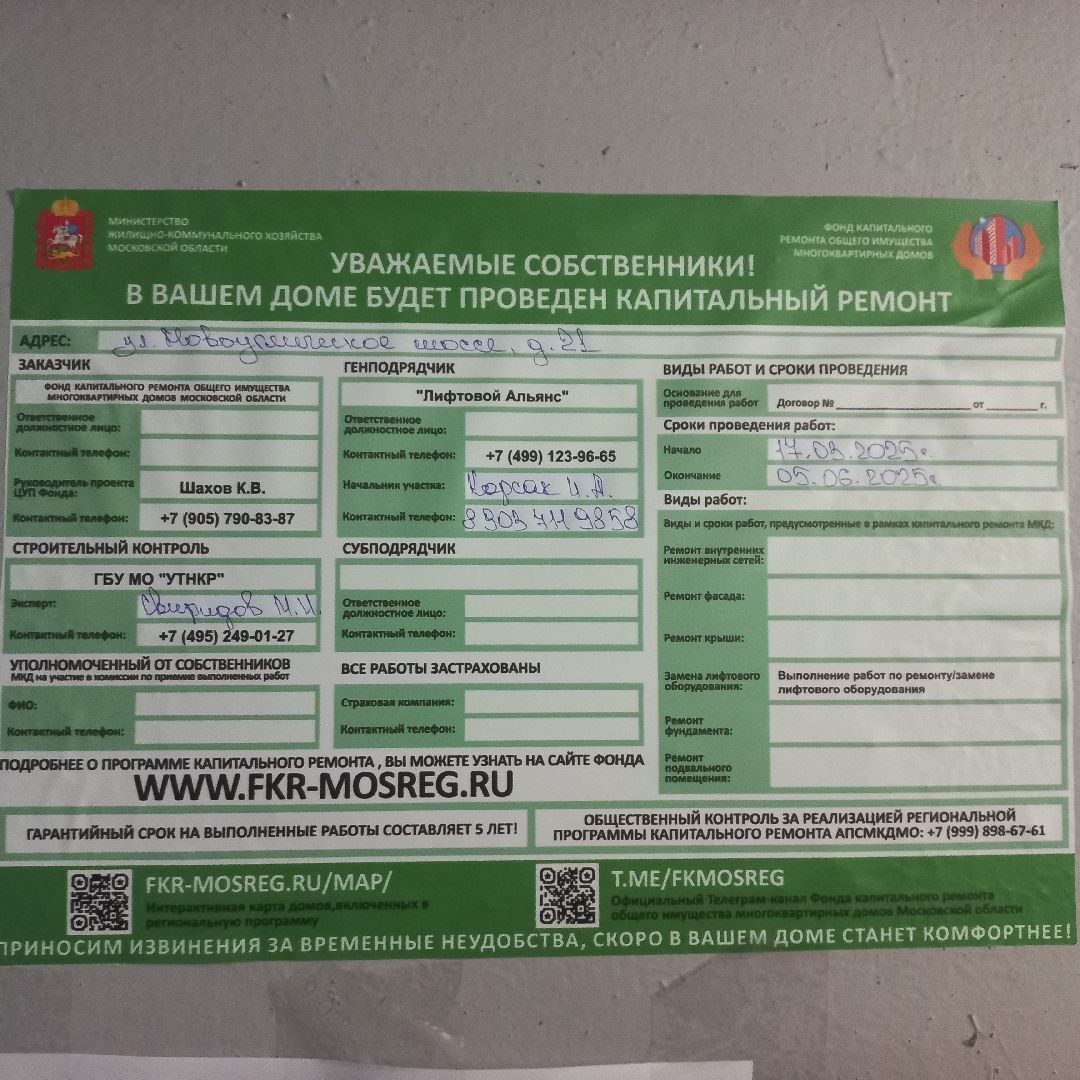 МИНИСТЕРСТВО
ЖИЛИЩНО-КОММУНАЛЬНОГО ХОЗЯЙСТВА
МОСКОВСКОЙ ОБЛАСТИ
ФОНД КАПИТАЛЬНОГО
РЕМОНТА ОБЩЕГО ИМУЩЕСТВА
МНОГОКВАРТИРНЫХ ДОМОВ
УВАЖАЕМЫЕ СОБСТВЕННИКИ!
В ВАШЕМ ДОМЕ БУДЕТ ПРОВЕДЕН КАПИТАЛЬНЫЙ РЕМОНТ
АДРЕС: ул. шоссе, д. 21
ЗАКАЗЧИК
ФОНД КАПИТАЛЬНОГО РЕМОНТА ОБЩЕГО ИМУЩЕСТВА
МНОГОКВАРТИРНЫХ ДОМОВ МОСКОВСКОЙ ОБЛАСТИ
Ответственное
должностное лицо:
Контактный телефон:
Руководитель проекта
ЦУП Фонда: Шахов К.В.
Контактный телефон: +7 (905) 790-83-87
СТРОИТЕЛЬНЫЙ КОНТРОЛЬ
ГБУ МО "УТНКР"
Эксперт: Свиридов М.И.
Контактный телефон: +7 (495) 249-01-27
УПОЛНОМОЧЕННЫЙ ОТ СОБСТВЕННИКОВ
МКД на участие в комиссии по приемке выполненных работ
ФИО:
Контактный телефон:
ГЕНПОДРЯДЧИК
"Лифтовой Альянс"
Ответственное
должностное лицо:
Контактный телефон: +7 (499) 123-96-65
Начальник участка: Корсак И.А.
Контактный телефон: 8 903 711 98 58
СУБПОДРЯДЧИК
Ответственное
должностное лицо:
Контактный телефон:
ВСЕ РАБОТЫ ЗАСТРАХОВАНЫ
Страховая компания:
Контактный телефон:
ВИДЫ РАБОТ И СРОКИ ПРОВЕДЕНИЯ
Основание для
проведения работ Договор № ____ от ____ г.
Сроки проведения работ:
Начало 17.03.2025г.
Окончание 05.06.2025г.
Виды работ:
Виды и сроки работ, предусмотренные в рамках капитального ремонта МКД:
Ремонт внутренних
инженерных сетей:
Ремонт фасада:
Ремонт крыши:
Замена лифтового
оборудования:
Выполнение работ по ремонту/замене
лифтового оборудования
Ремонт
фундамента:
Ремонт
подвального
помещения:
ПОДРОБНЕЕ О ПРОГРАММЕ КАПИТАЛЬНОГО РЕМОНТА , ВЫ МОЖЕТЕ УЗНАТЬ НА САЙТЕ ФОНДА
WWW.FKR-MOSREG.RU
ГАРАНТИЙНЫЙ СРОК НА ВЫПОЛНЕННЫЕ РАБОТЫ СОСТАВЛЯЕТ 5 ЛЕТ!
ОБЩЕСТВЕННЫЙ КОНТРОЛЬ ЗА РЕАЛИЗАЦИЕЙ РЕГИОНАЛЬНОЙ
ПРОГРАММЫ КАПИТАЛЬНОГО РЕМОНТА АПСМКДМО: +7 (999) 898-67-61
FKR-MOSREG.RU/MAP/
Интерактивная карта домов,включенных в
региональную программу
T.ME/FKMOSREG
Официальный Телеграм-канал Фонда капитального ремонта
общего имущества многоквартирных домов Московской области
ПРИНОСИМ ИЗВИНЕНИЯ ЗА ВРЕМЕННЫЕ НЕУДОБСТВА, СКОРО В ВАШЕМ ДОМЕ СТАНЕТ КОМФОРТНЕЕ!